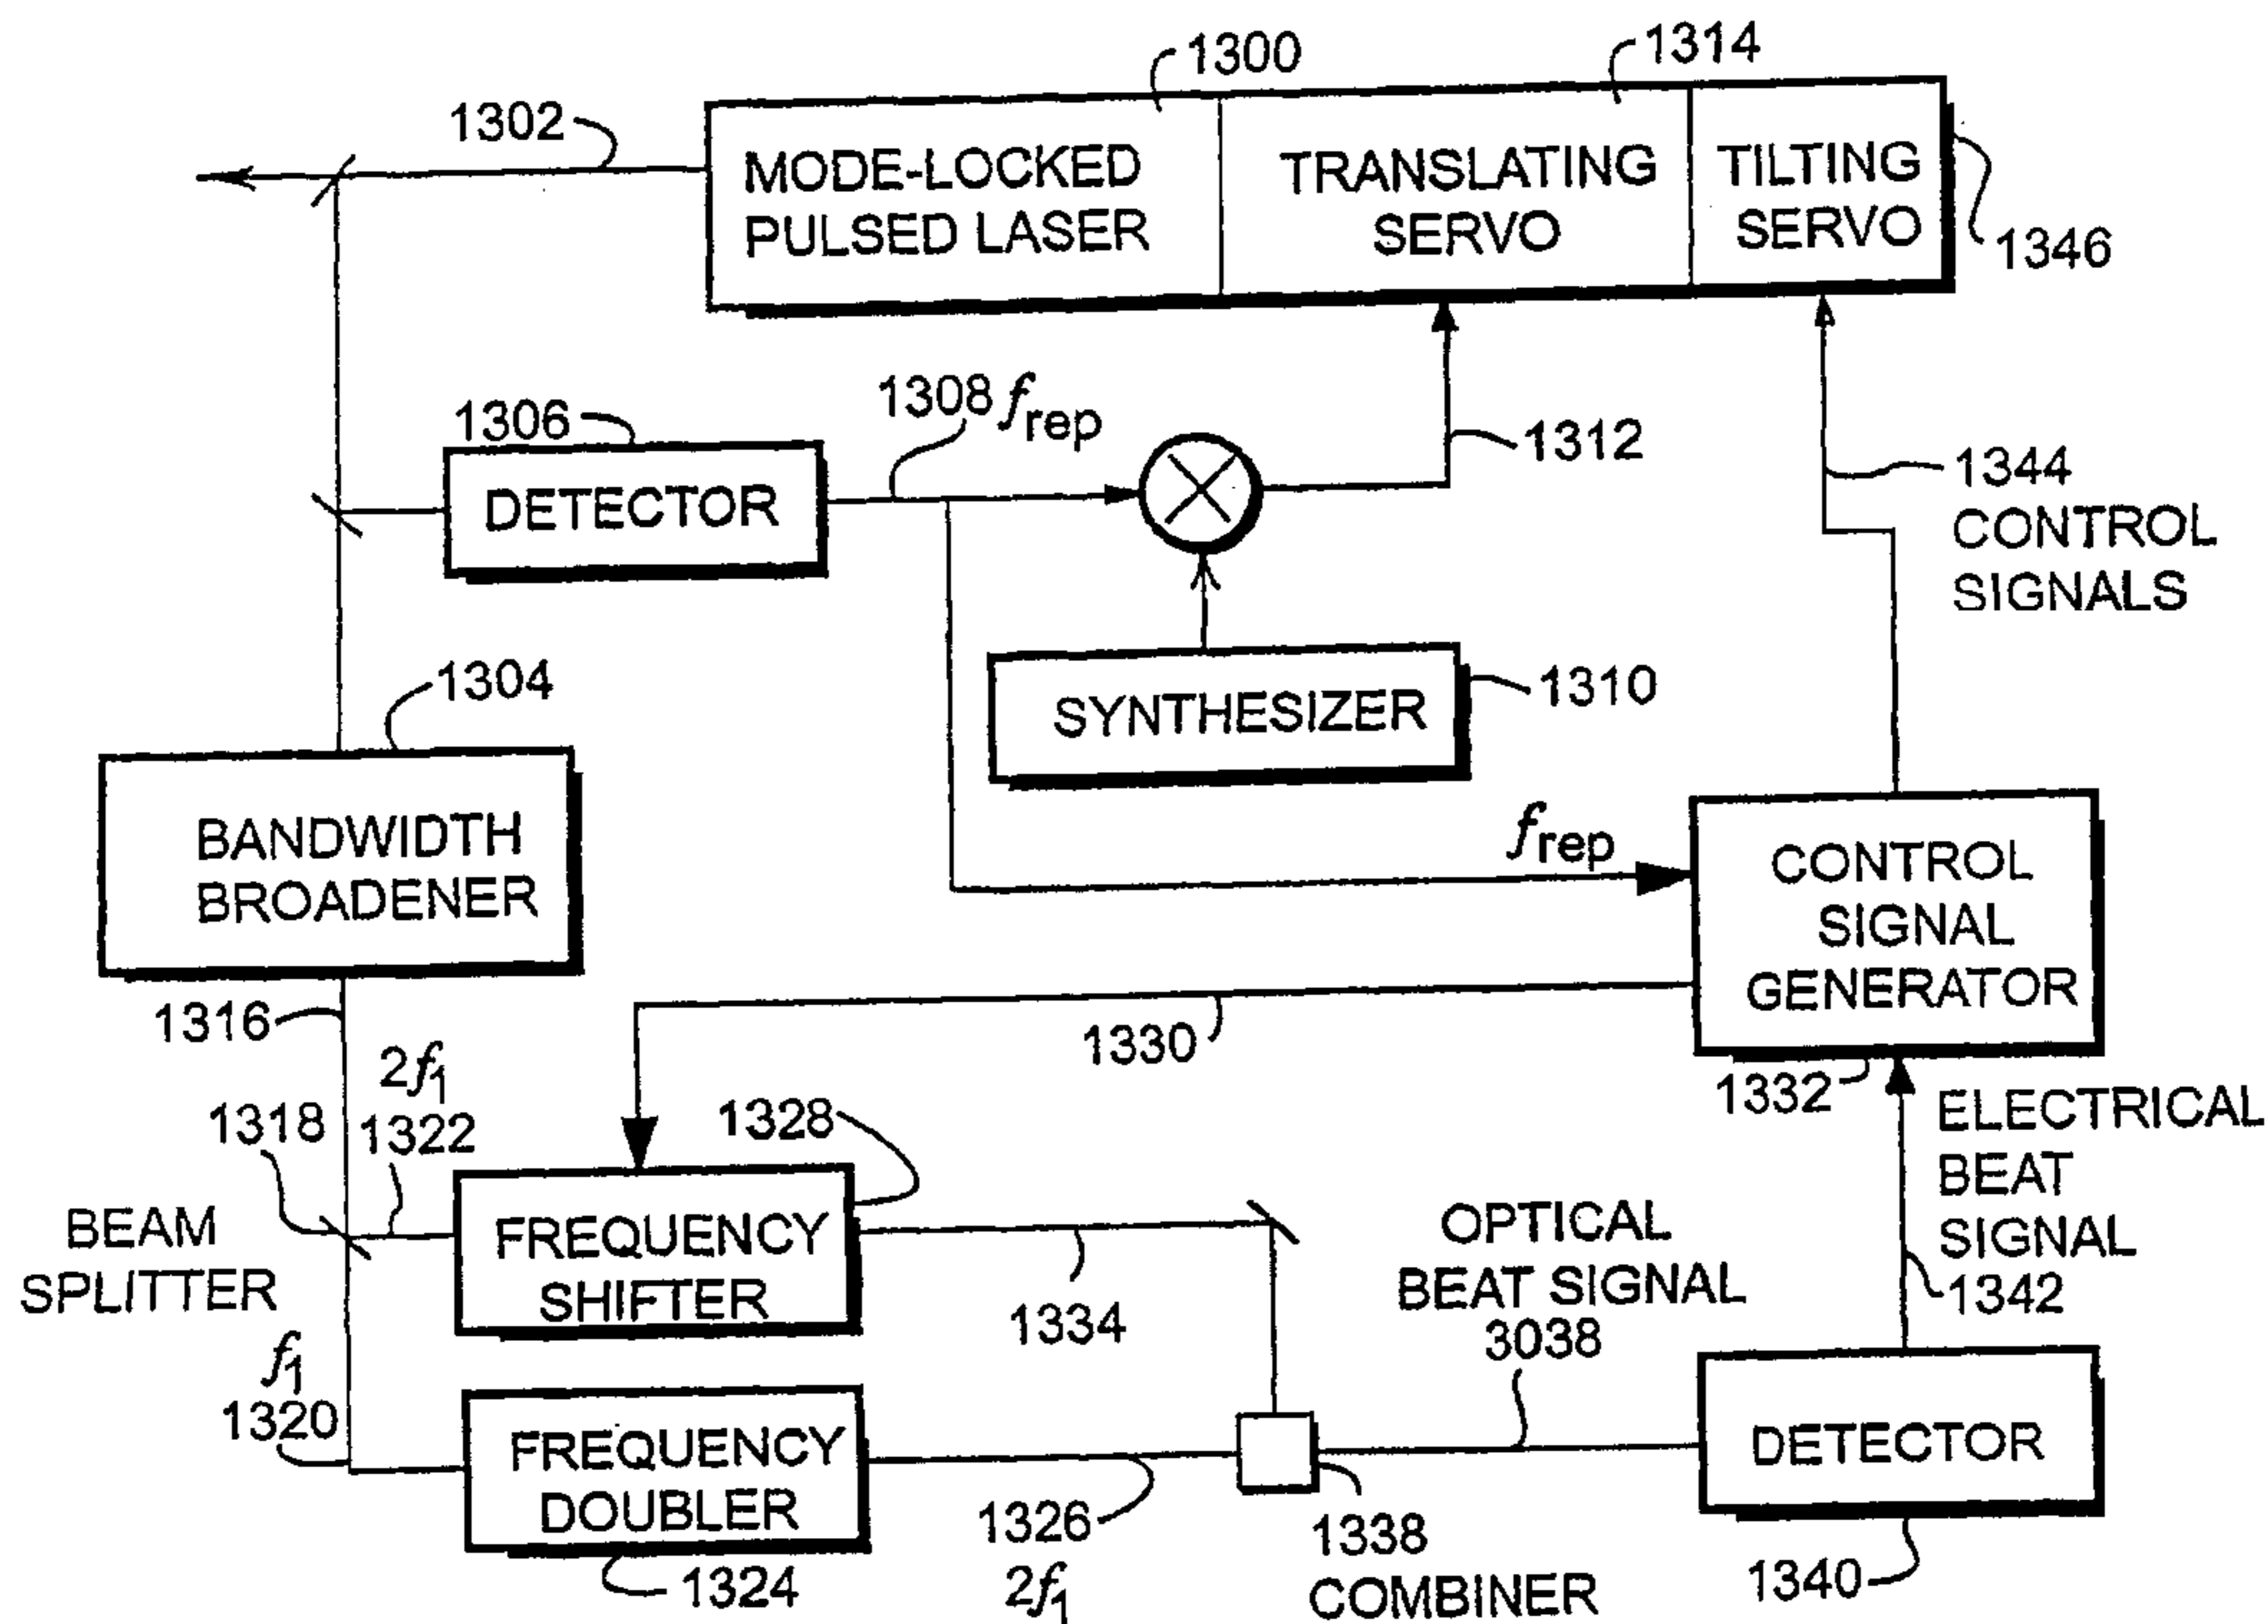 1300
1314
1302
MODE-LOCKED
PULSED LASER
TRANSLATING
SERVO
TILTING
SERVO
1346
1306
1308 frep
DETECTOR
1312
1344
CONTROL
SIGNALS
1304
SYNTHESIZER
1310
BANDWIDTH
BROADENER
frep
CONTROL
SIGNAL
GENERATOR
1316
1330
1332
2f1
1318
1322
1328
ELECTRICAL
BEAT
SIGNAL
1342
BEAM
SPLITTER
FREQUENCY
SHIFTER
1334
OPTICAL
BEAT SIGNAL
3038
f1
1320
FREQUENCY
DOUBLER
1326
2f1
1338
COMBINER
DETECTOR
1324
1340